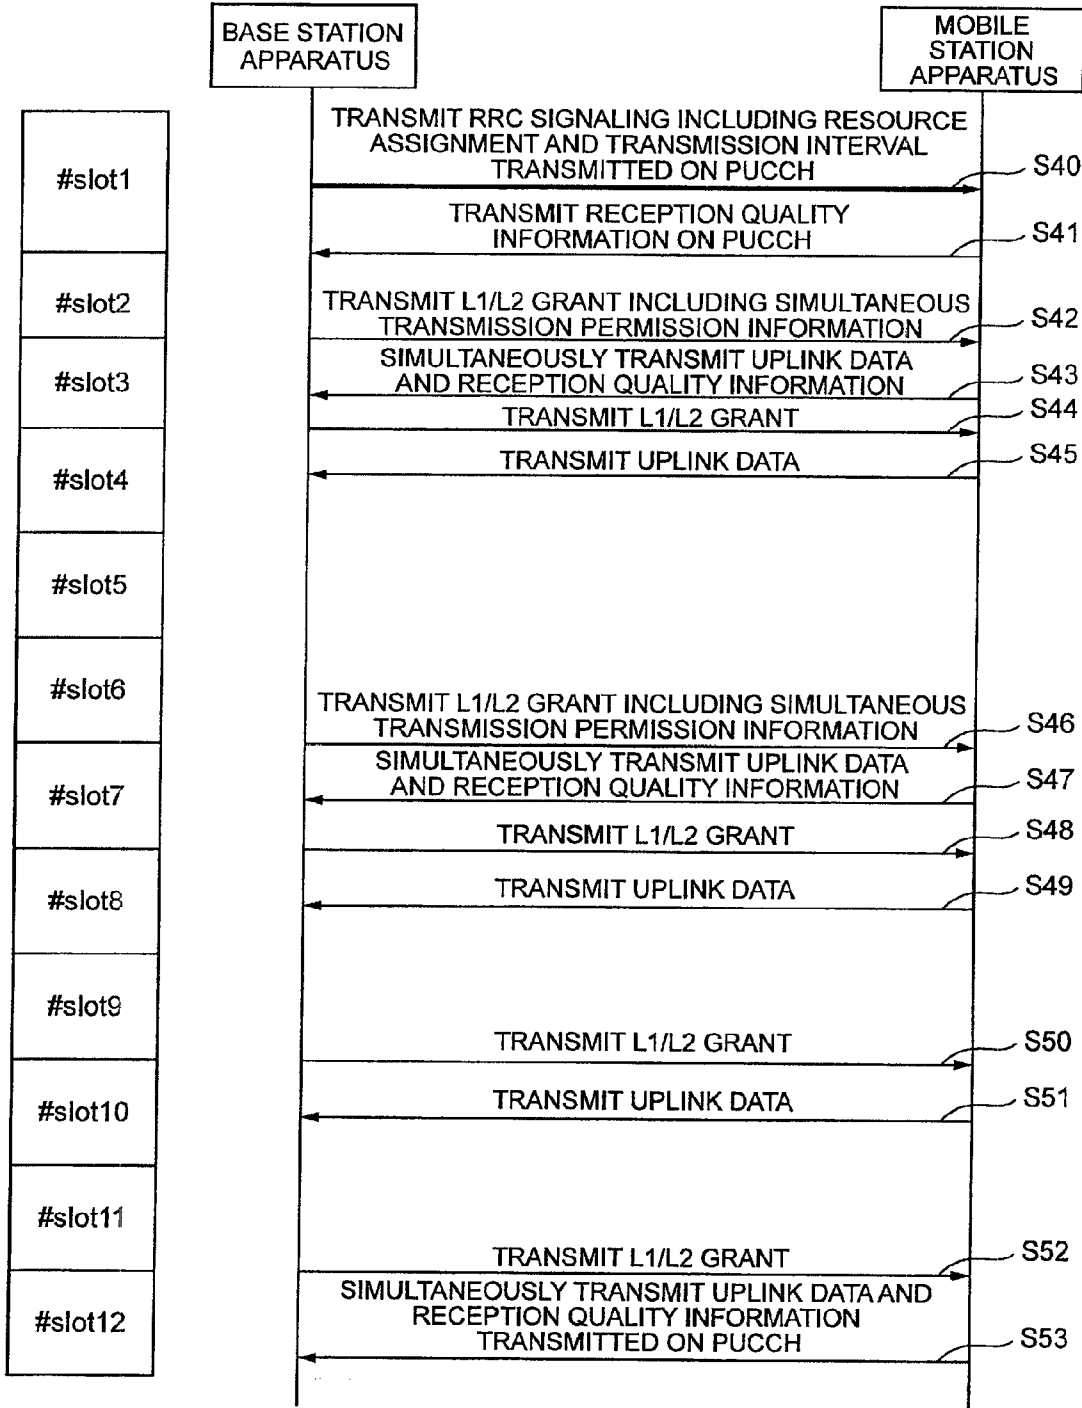 BASE STATION
APPARATUS
MOBILE
STATION
APPARATUS
#slot1
TRANSMIT RRC SIGNALING INCLUDING RESOURCE
ASSIGNMENT AND TRANSMISSION INTERVAL
TRANSMITTED ON PUCCH
S40
TRANSMIT RECEPTION QUALITY
INFORMATION ON PUCCH
S41
#slot2
TRANSMIT L1/L2 GRANT INCLUDING SIMULTANEOUS
TRANSMISSION PERMISSION INFORMATION
S42
#slot3
SIMULTANEOUSLY TRANSMIT UPLINK DATA
AND RECEPTION QUALITY INFORMATION
S43
TRANSMIT L1/L2 GRANT
S44
#slot4
TRANSMIT UPLINK DATA
S45
#slot5
#slot6
TRANSMIT L1/L2 GRANT INCLUDING SIMULTANEOUS
TRANSMISSION PERMISSION INFORMATION
S46
#slot7
SIMULTANEOUSLY TRANSMIT UPLINK DATA
AND RECEPTION QUALITY INFORMATION
S47
TRANSMIT L1/L2 GRANT
S48
#slot8
TRANSMIT UPLINK DATA
S49
#slot9
TRANSMIT L1/L2 GRANT
S50
#slot10
TRANSMIT UPLINK DATA
S51
#slot11
TRANSMIT L1/L2 GRANT
S52
#slot12
SIMULTANEOUSLY TRANSMIT UPLINK DATA AND
RECEPTION QUALITY INFORMATION
TRANSMITTED ON PUCCH
S53